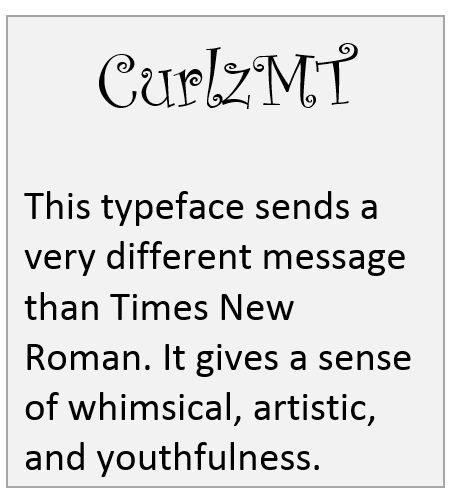 CurlzMT
This typeface sends a
very different message
than Times New
Roman. It gives a sense
of whimsical, artistic,
and youthfulness.